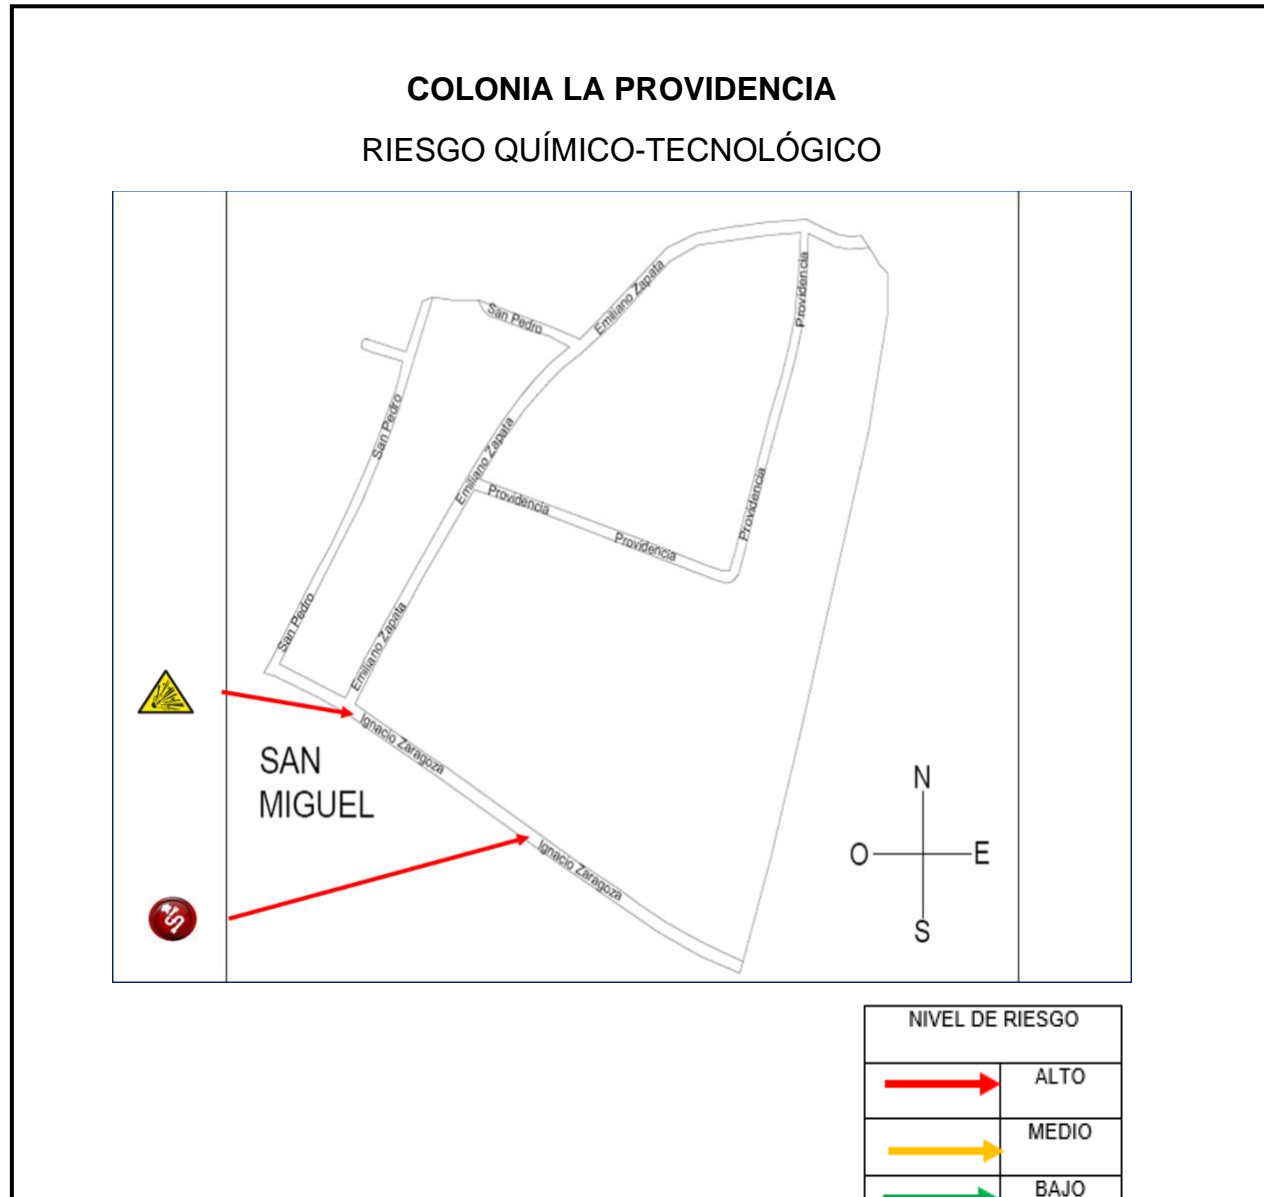 COLONIA LA PROVIDENCIA
RIESGO QUÍMICO-TECNOLÓGICO
Providencia
Emiliano Zapata
San Pedro
San Pedro
Emiliano Zapata
Providencia
Providencia
Providencia
San Pedro
Emiliano Zapata
Ignacio Zaragoza
SAN
MIGUEL
Ignacio Zaragoza
N
O
E
S
NIVEL DE RIESGO
ALTO
MEDIO
BAJO